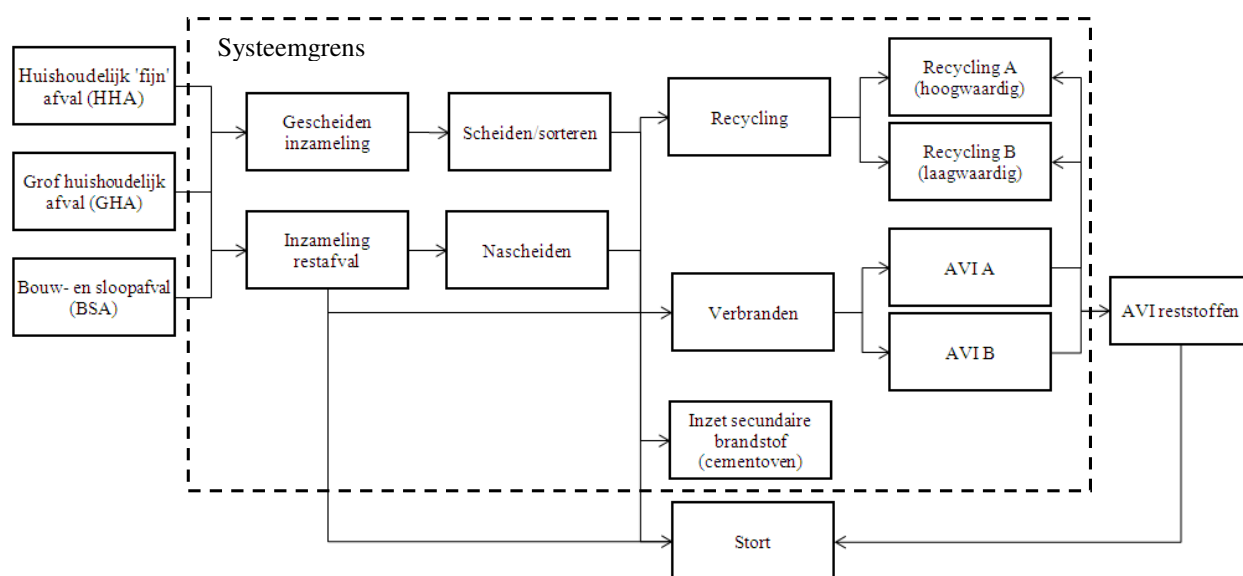 Systeemgrens
Huishoudelijk 'fijn'
afval (HHA)
Grof huishoudelijk
afval (GHA)
Bouw- en sloopafval
(BSA)
Gescheiden
inzameling
Scheiden/sorteren
Inzameling
restafval
Nascheiden
Recycling
Recycling A
(hoogwaardig)
Recycling B
(laagwaardig)
Verbranden
AVI A
AVI B
AVI reststoffen
Inzet secundaire
brandstof
(cementoven)
Stort